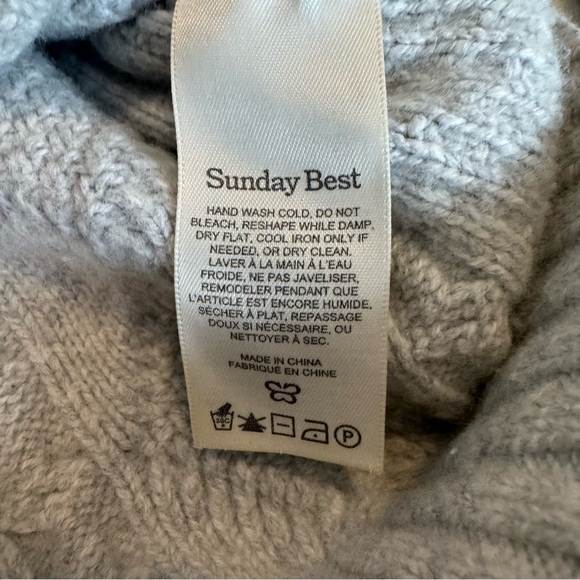 Sunday Best
HAND WASH COLD, DO NOT
BLEACH, RESHAPE WHILE DAMP,
DRY FLAT, COOL IRON ONLY IF
NEEDED, OR DRY CLEAN.
LAVER À LA MAIN À L'EAU
FROIDE, NE PAS JAVELISER,
REMODELER PENDANT QUE
L'ARTICLE EST ENCORE HUMIDE,
SÉCHER À PLAT, REPASSAGE
DOUX SI NÉCESSAIRE, OU
NETTOYER À SEC.
MADE IN CHINA
FABRIQUÉ EN CHINE
30C P